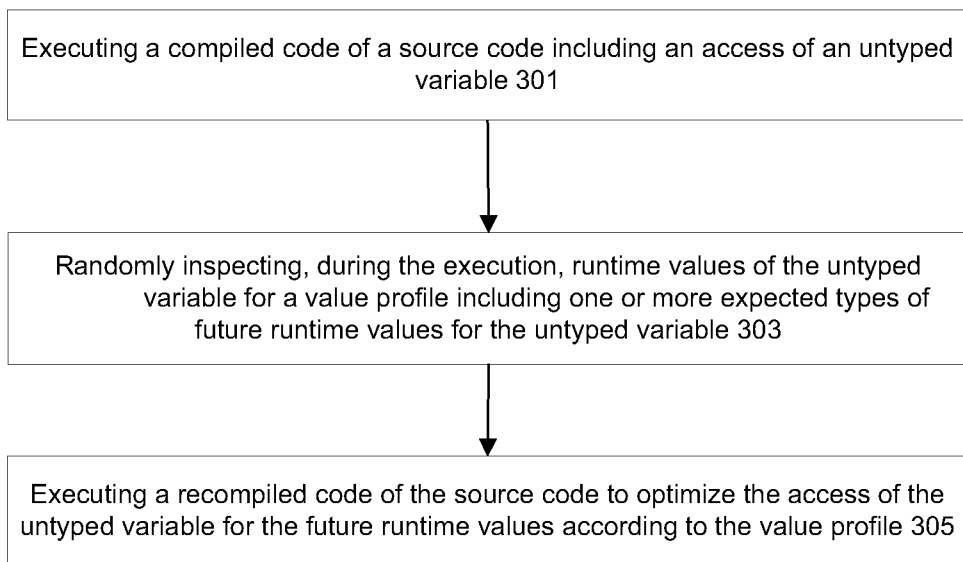 Executing a compiled code of a source code including an access of an untyped
variable 301
Randomly inspecting, during the execution, runtime values of the untyped
variable for a value profile including one or more expected types of
future runtime values for the untyped variable 303
Executing a recompiled code of the source code to optimize the access of the
untyped variable for the future runtime values according to the value profile 305